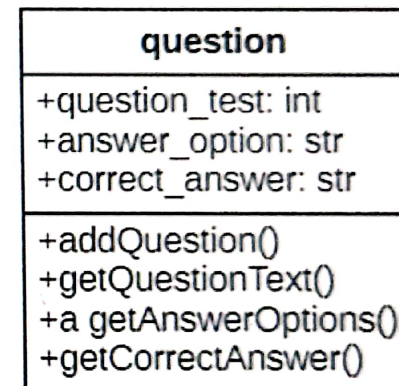 question
+question_test: int
+answer_option: str
+correct_answer: str
+addQuestion()
+getQuestionText()
+a getAnswerOptions()
+getCorrectAnswer()